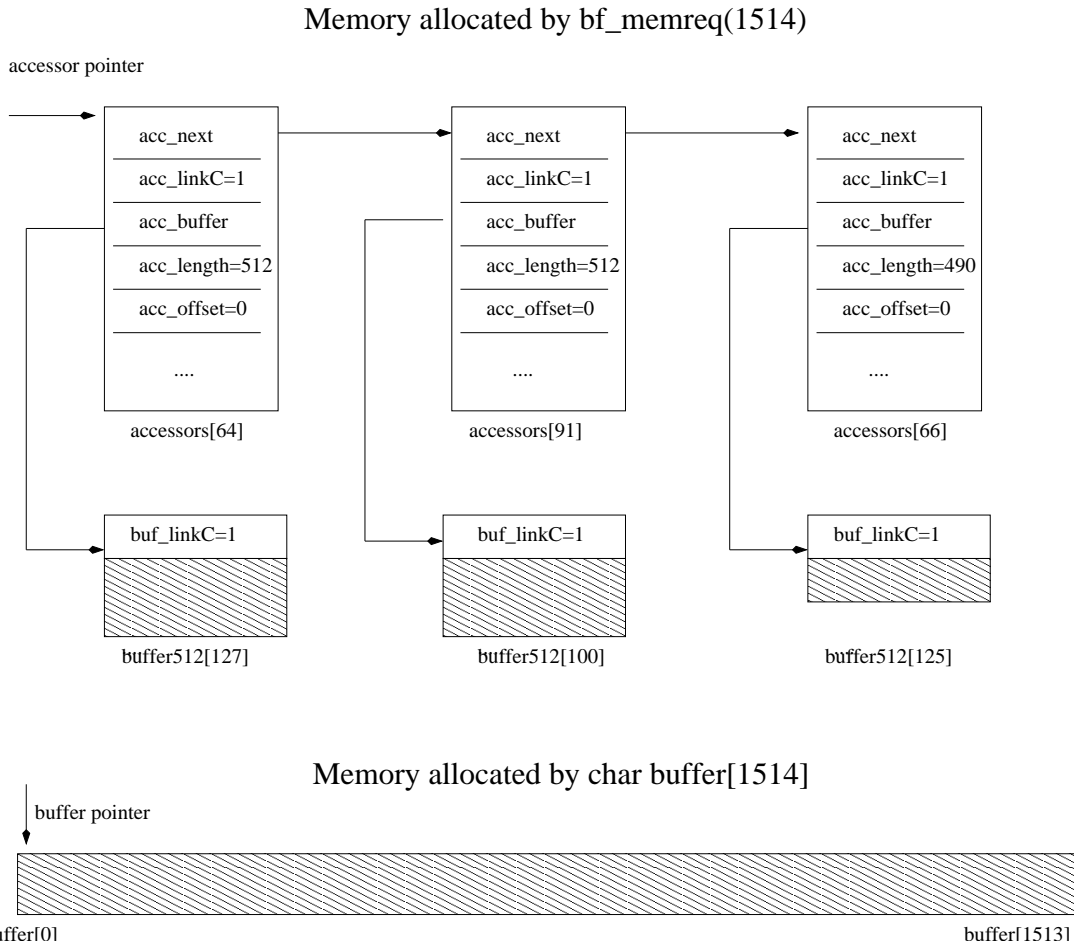 Memory allocated by bf_memreq(1514)
accessor pointer
acc_next
acc_linkC=1
acc_buffer
acc_length=512
acc_offset=0
....
accessors[64]
acc_next
acc_linkC=1
acc_buffer
acc_length=512
acc_offset=0
....
accessors[91]
acc_next
acc_linkC=1
acc_buffer
acc_length=490
acc_offset=0
....
accessors[66]
buf_linkC=1
buffer512[127]
buf_linkC=1
buffer512[100]
buf_linkC=1
buffer512[125]
Memory allocated by char buffer[1514]
buffer pointer
uffer[0]
buffer[1513]